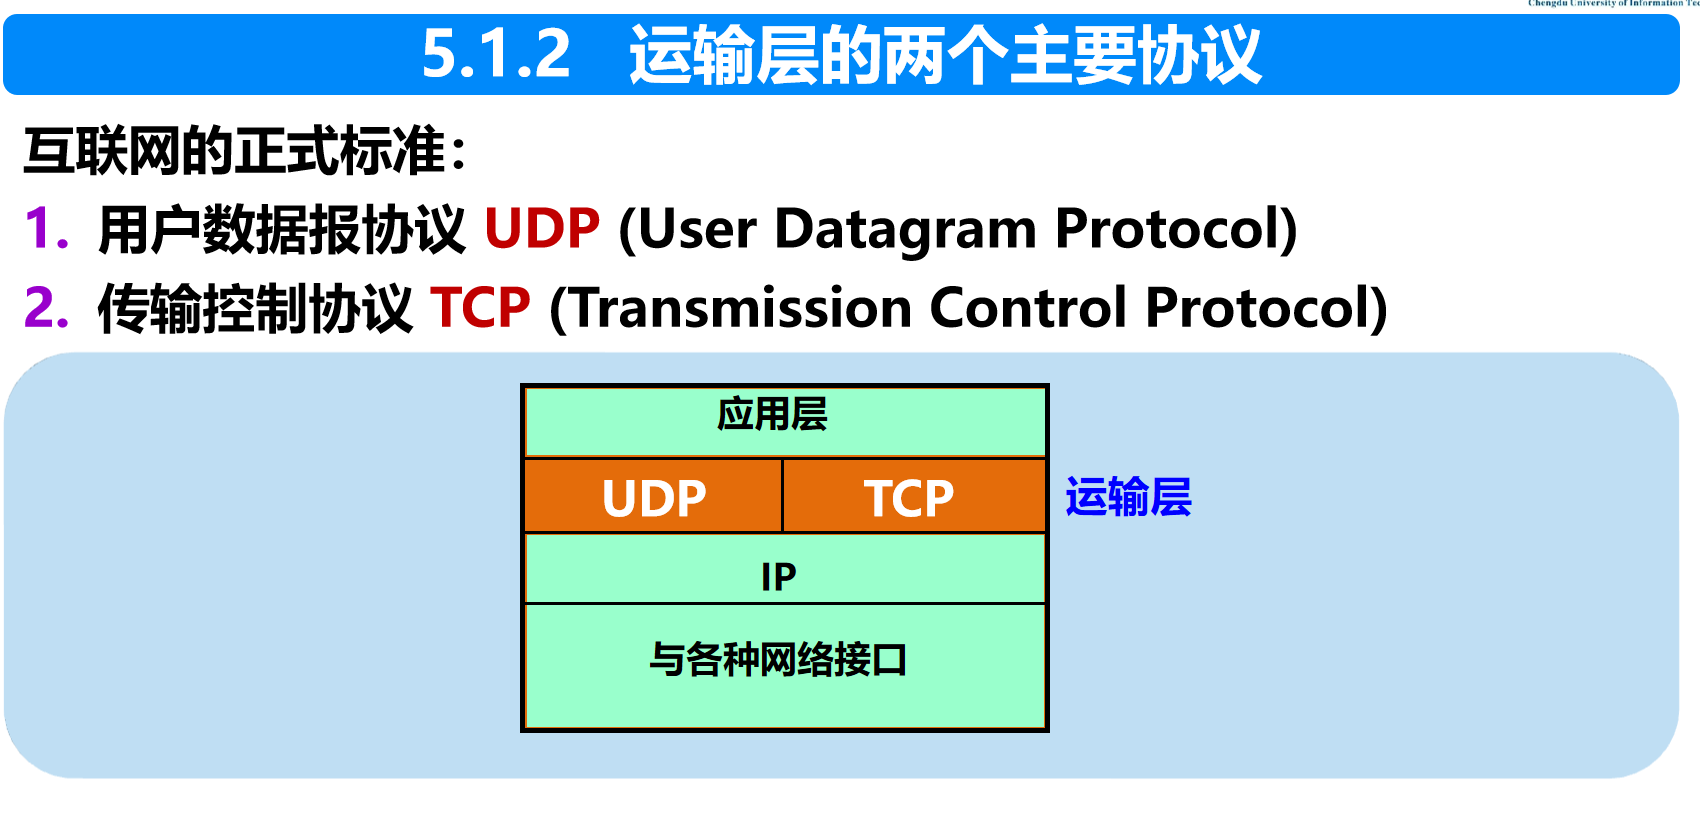 Chengdu University of Information
5.1.2 运输层的两个主要协议
互联网的正式标准：
1. 用户数据报协议 UDP (User Datagram Protocol)
2. 传输控制协议 TCP (Transmission Control Protocol)
应用层
UDP TCP 运输层
IP
与各种网络接口